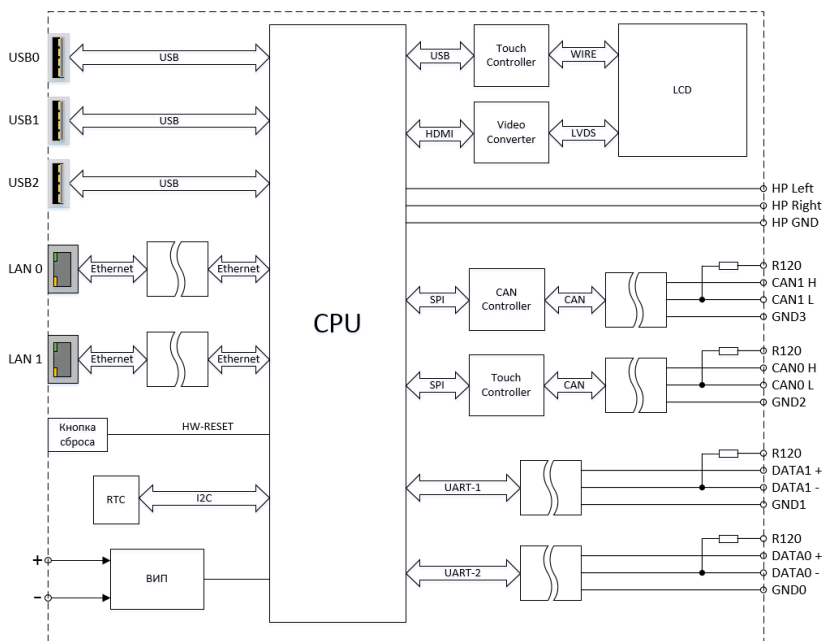 USB0
USB
USB1
USB
USB2
USB
LAN 0
Ethernet
Ethernet
LAN 1
Ethernet
Ethernet
Кнопка
сброса
HW-RESET
RTC
I2C
+
-
ВИП
CPU
USB
Touch
Controller
WIRE
LCD
HDMI
Video
Converter
LVDS
HP Left
HP Right
HP GND
SPI
CAN
Controller
CAN
R120
CAN1 H
CAN1 L
GND3
SPI
Touch
Controller
CAN
R120
CAN0 H
CAN0 L
GND2
UART-1
R120
DATA1 +
DATA1 -
GND1
UART-2
R120
DATA0 +
DATA0 -
GND0